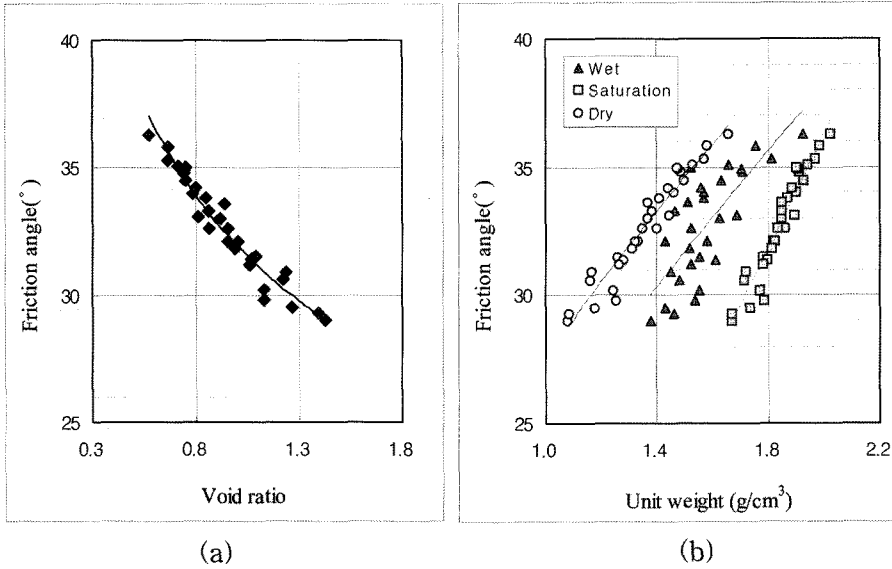 40
35
30
25
0.3 0.8 1.3 1.8
Friction angle(°)
Void ratio
(a)
40
35
30
25
1.0 1.4 1.8 2.2
Friction angle(°)
Unit weight (g/cm³)
Wet
Saturation
Dry
(b)